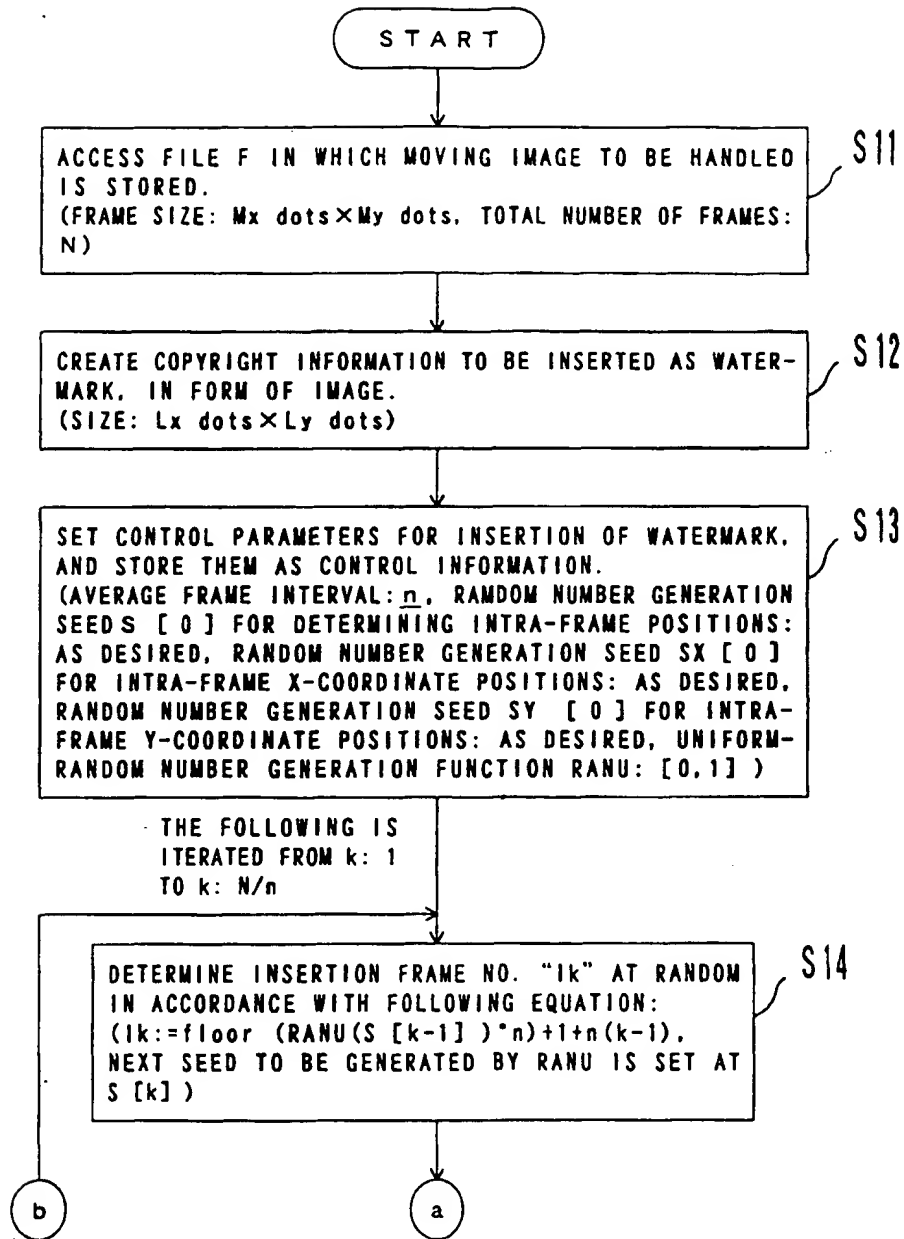 START
ACCESS FILE F IN WHICH MOVING IMAGE TO BE HANDLED
IS STORED.
(FRAME SIZE: Mx dots×My dots, TOTAL NUMBER OF FRAMES:
N)
S11
CREATE COPYRIGHT INFORMATION TO BE INSERTED AS WATER-
MARK, IN FORM OF IMAGE.
(SIZE: Lx dots×Ly dots)
S12
SET CONTROL PARAMETERS FOR INSERTION OF WATERMARK,
AND STORE THEM AS CONTROL INFORMATION.
(AVERAGE FRAME INTERVAL: n, RAMDOM NUMBER GENERATION
SEED S [0] FOR DETERMINING INTRA-FRAME POSITIONS:
AS DESIRED, RANDOM NUMBER GENERATION SEED SX [0]
FOR INTRA-FRAME X-COORDINATE POSITIONS: AS DESIRED,
RANDOM NUMBER GENERATION SEED SY [0] FOR INTRA-
FRAME Y-COORDINATE POSITIONS: AS DESIRED, UNIFORM-
RANDOM NUMBER GENERATION FUNCTION RANU: [0,1] )
S13
THE FOLLOWING IS
ITERATED FROM k: 1
TO k: N/n
DETERMINE INSERTION FRAME NO. "Ik" AT RANDOM
IN ACCORDANCE WITH FOLLOWING EQUATION:
(Ik:=floor (RANU(S [k-1] )*n)+1+n(k-1),
NEXT SEED TO BE GENERATED BY RANU IS SET AT
S [k] )
S14
b
a